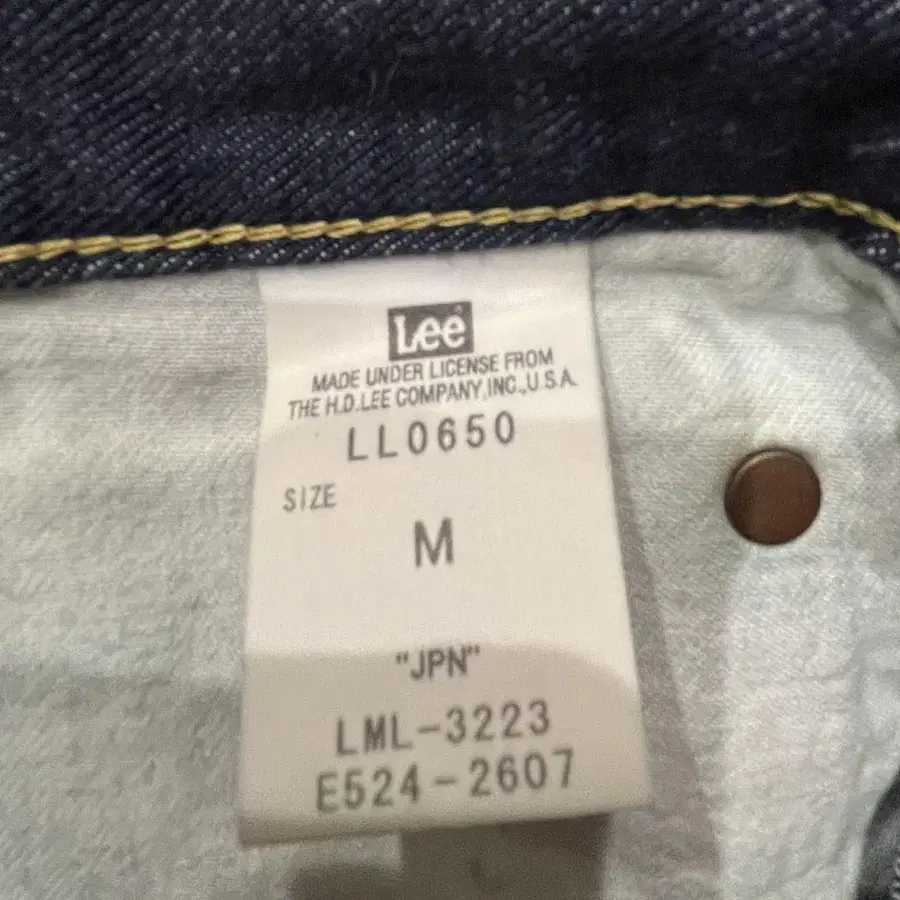 Lee
MADE UNDER LICENSE FROM
THE H.D.LEE COMPANY,INC.,U.S.A.
LL0650
SIZE
M
"JPN"
LML-3223
E524-2607